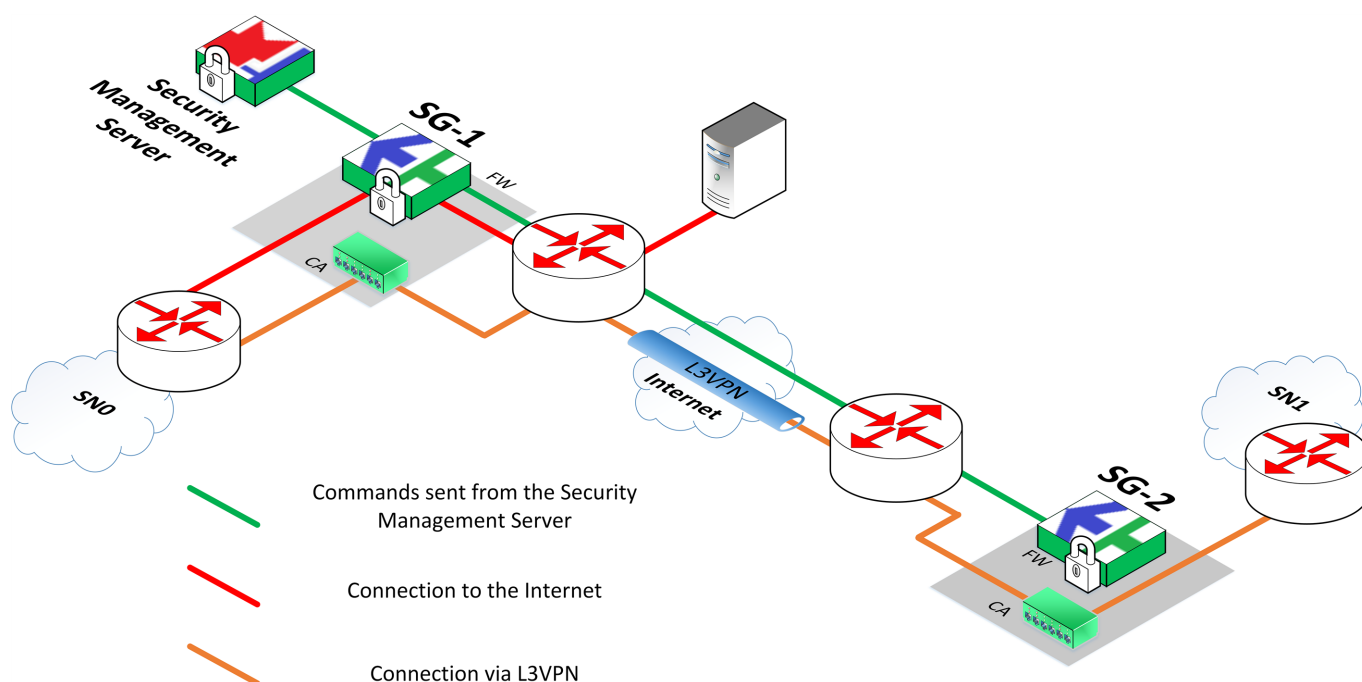 Security
Management
Server
SG-1
FW
CA
SN0
L3VPN
Internet
SN1
SG-2
FW
CA
Commands sent from the Security
Management Server
Connection to the Internet
Connection via L3VPN